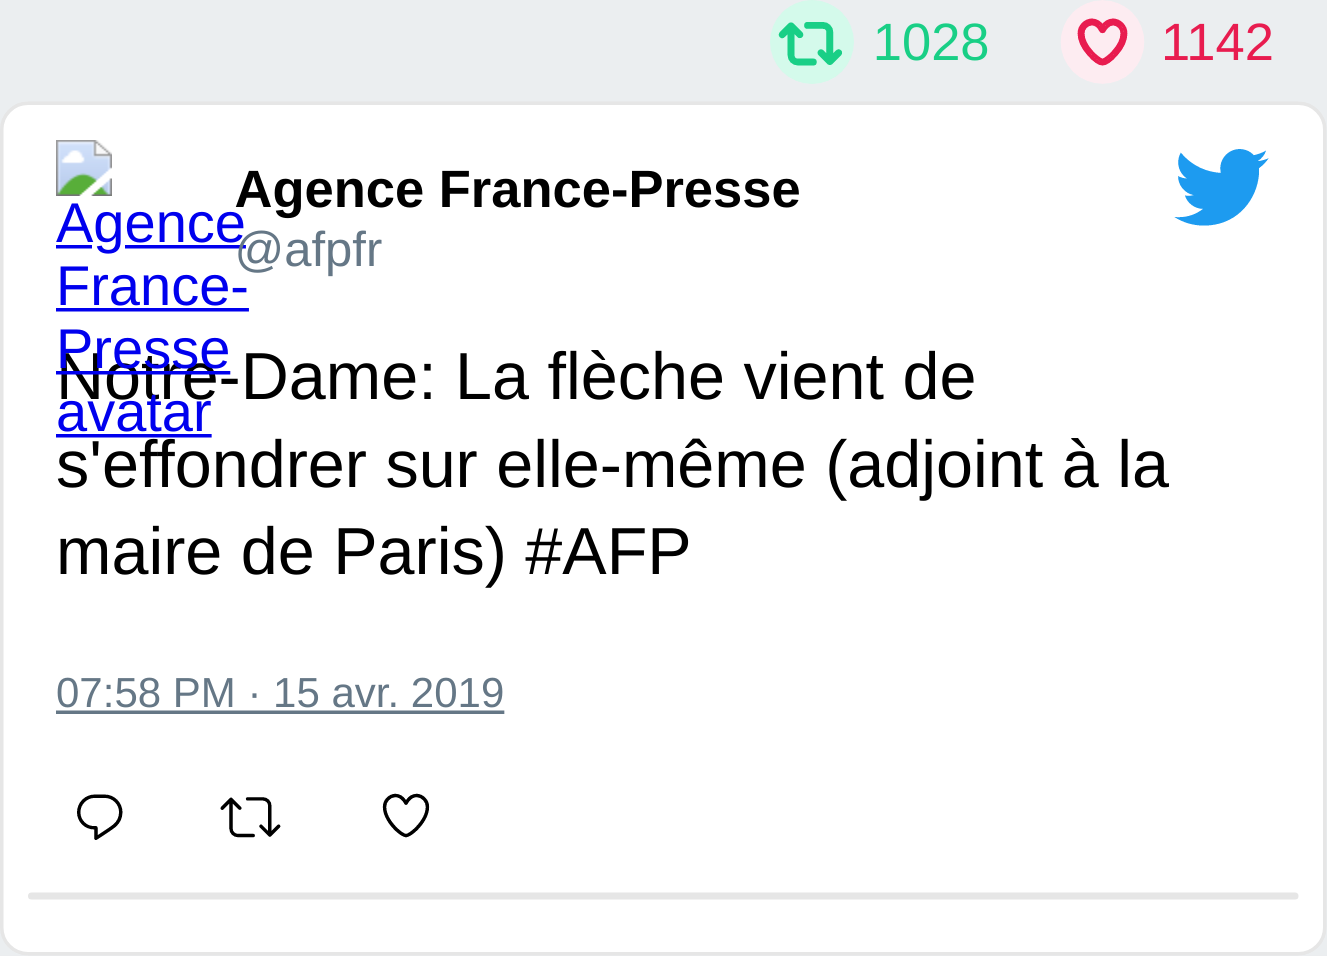 1028 1142
Agence France-Presse avatar
Agence France-Presse
@afpfr
Notre-Dame: La flèche vient de
s'effondrer sur elle-même (adjoint à la
maire de Paris) #AFP
07:58 PM · 15 avr. 2019